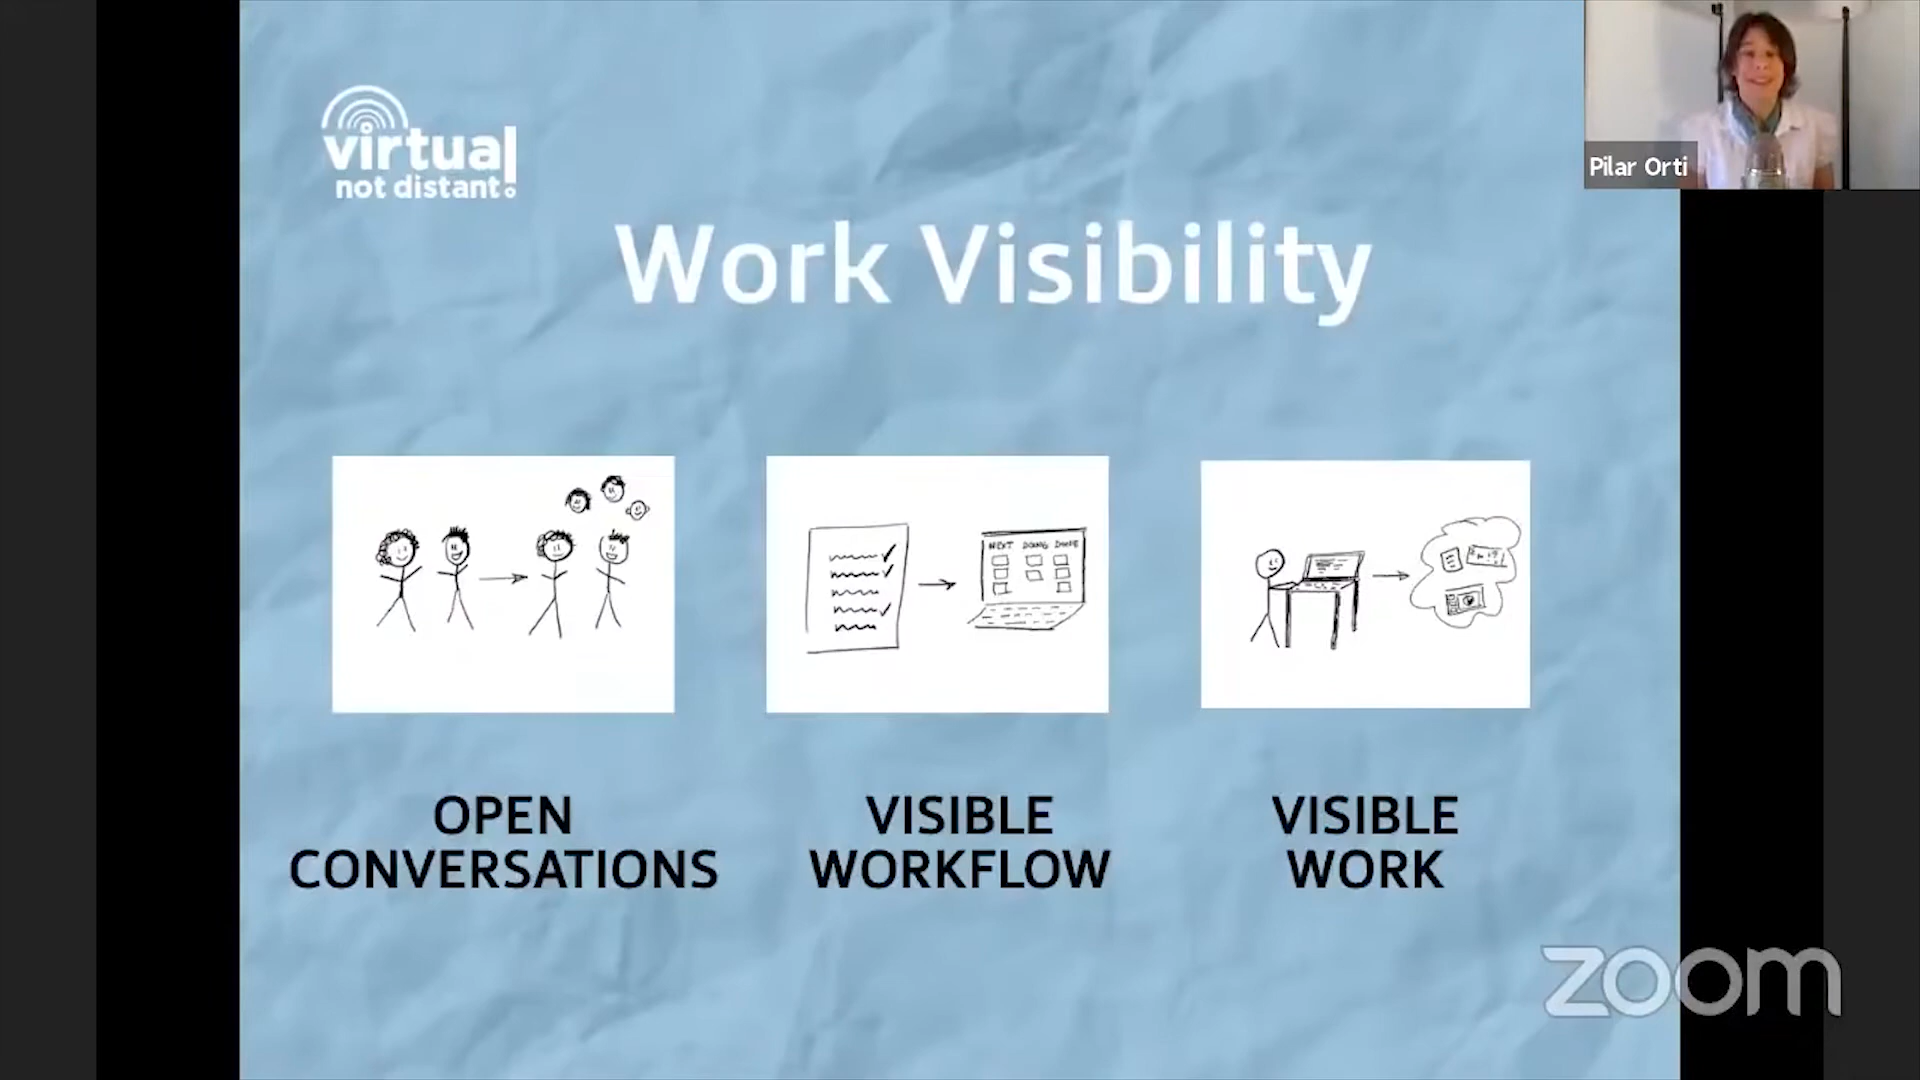 virtual
not distant
Pilar Orti
Work Visibility
NEXT DOING DONE
OPEN
CONVERSATIONS
VISIBLE
WORKFLOW
VISIBLE
WORK
zoom